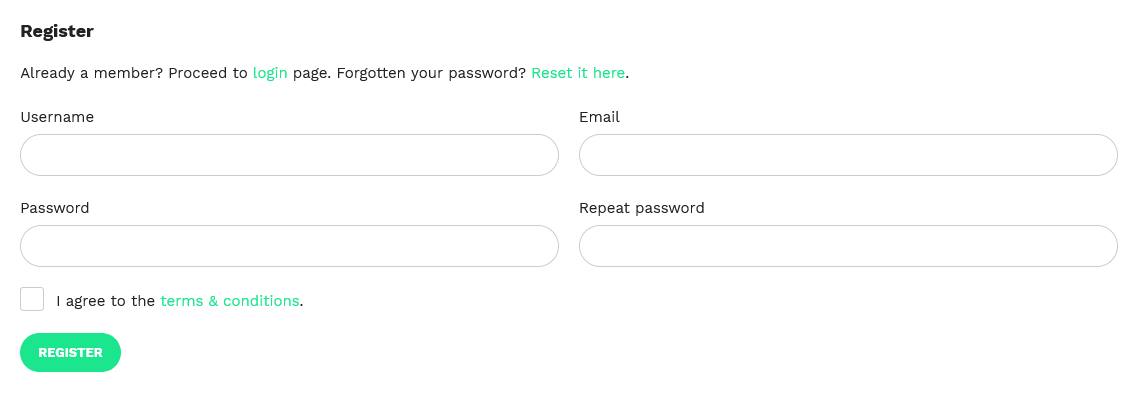 Register
Already a member? Proceed to login page. Forgotten your password? Reset it here.
Username
Email
Password
Repeat password
I agree to the terms & conditions.
REGISTER